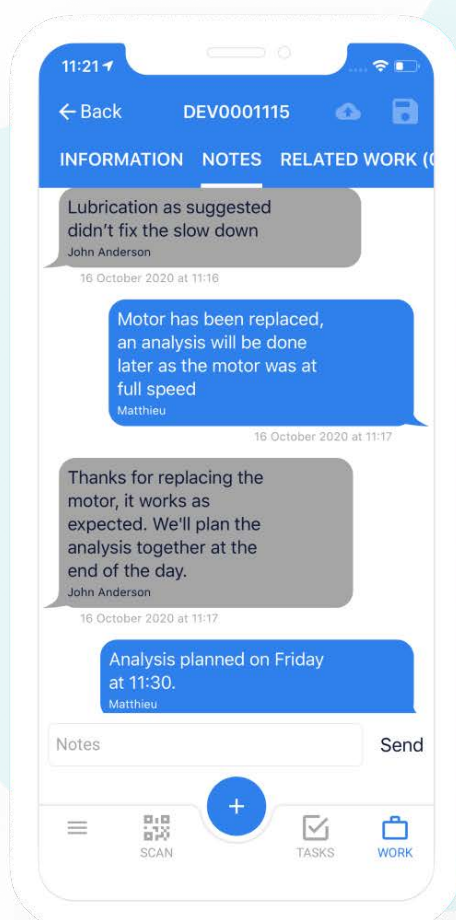 11:21
Back DEV0001115
INFORMATION NOTES RELATED WORK (
Lubrication as suggested
didn't fix the slow down
John Anderson
16 October 2020 at 11:16
Motor has been replaced,
an analysis will be done
later as the motor was at
full speed
Matthieu
16 October 2020 at 11:17
Thanks for replacing the
motor, it works as
expected. We'll plan the
analysis together at the
end of the day.
John Anderson
16 October 2020 at 11:17
Analysis planned on Friday
at 11:30.
Matthieu
Notes Send
SCAN TASKS WORK